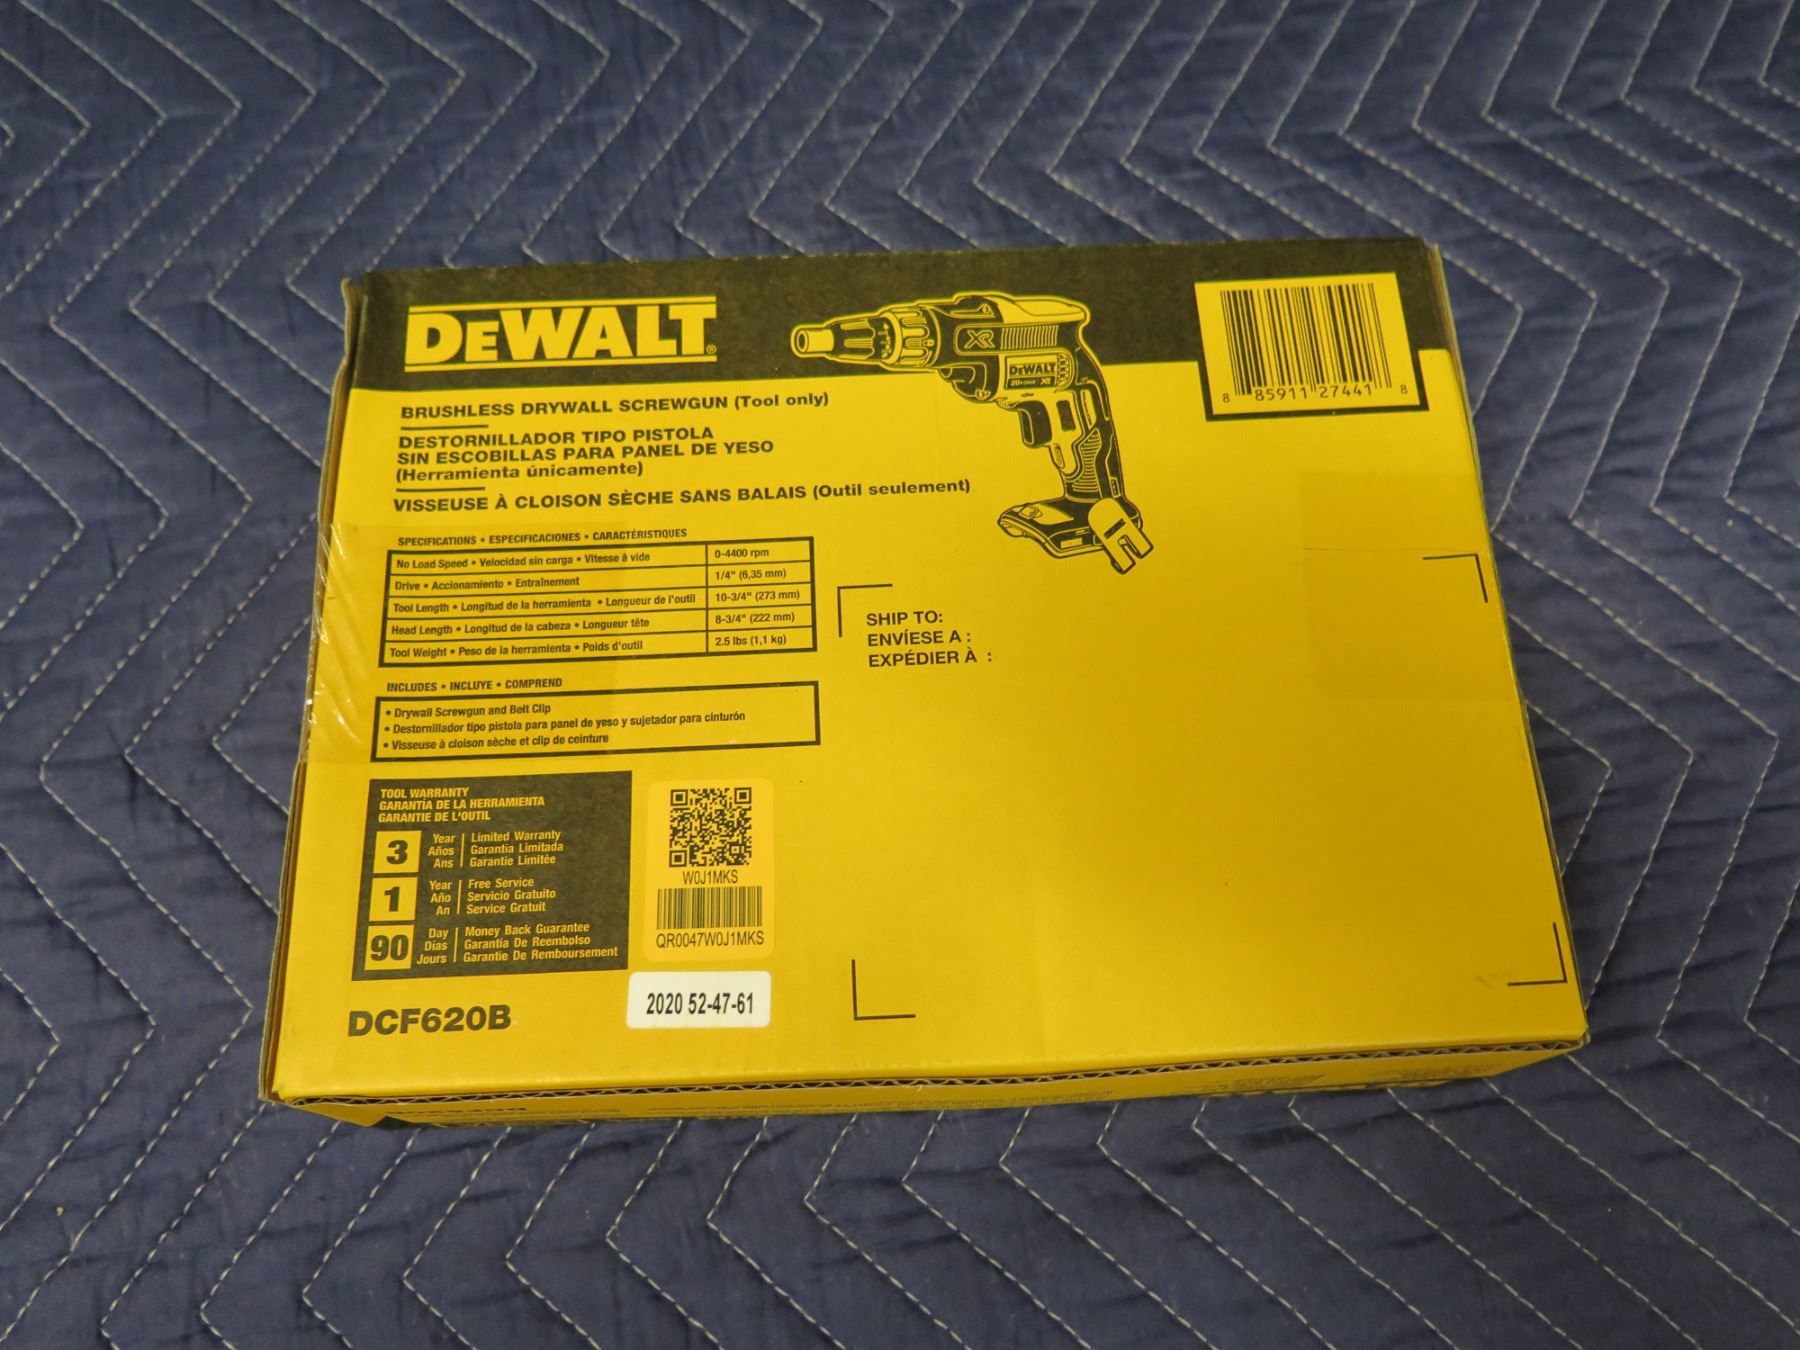 DEWALT®
XR
DEWALT
20V MAX XR
8 85911 27441 8
BRUSHLESS DRYWALL SCREWGUN (Tool only)
DESTORNILLADOR TIPO PISTOLA
SIN ESCOBILLAS PARA PANEL DE YESO
(Herramienta únicamente)
VISSEUSE À CLOISON SÈCHE SANS BALAIS (Outil seulement)
SPECIFICATIONS • ESPECIFICACIONES • CARACTÉRISTIQUES
No Load Speed • Velocidad sin carga • Vitesse à vide 0-4400 rpm
Drive • Accionamiento • Entraînement 1/4" (6,35 mm)
Tool Length • Longitud de la herramienta • Longueur de l'outil 10-3/4" (273 mm)
Head Length • Longitud de la cabeza • Longueur tête 8-3/4" (222 mm)
Tool Weight • Peso de la herramienta • Poids d'outil 2.5 lbs (1,1 kg)
SHIP TO:
ENVÍESE A :
EXPÉDIER À :
INCLUDES • INCLUYE • COMPREND
• Drywall Screwgun and Belt Clip
• Destornillador tipo pistola para panel de yeso y sujetador para cinturón
• Visseuse à cloison sèche et clip de ceinture
TOOL WARRANTY
GARANTÍA DE LA HERRAMIENTA
GARANTIE DE L'OUTIL
3 Year Años Ans
Limited Warranty
Garantía Limitada
Garantie Limitée
1 Year Año An
Free Service
Servicio Gratuito
Service Gratuit
90 Day Días Jours
Money Back Guarantee
Garantía De Reembolso
Garantie De Remboursement
W0J1MKS
QR0047W0J1MKS
2020 52-47-61
DCF620B